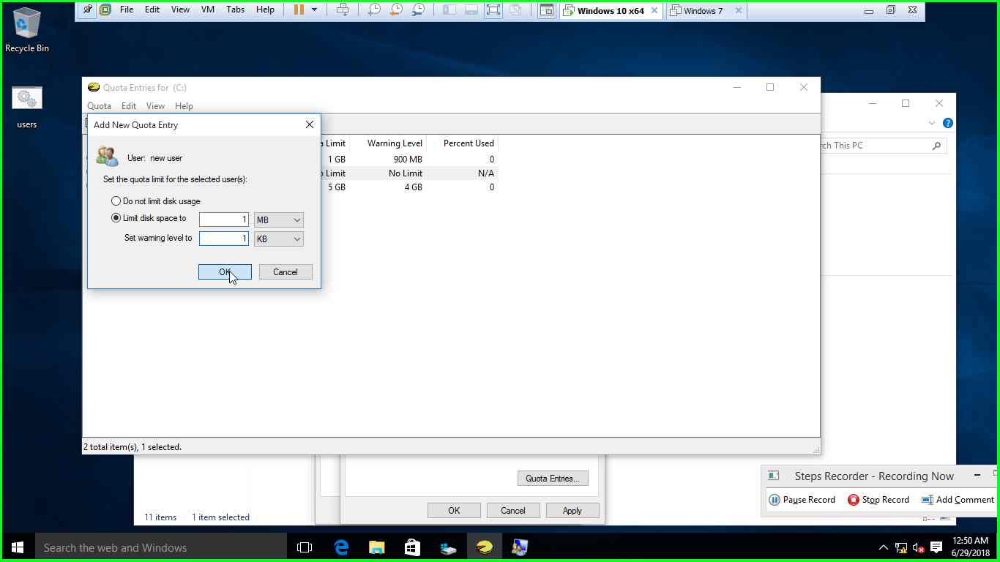 File Edit View VM Tabs Help Windows 10 x64 Windows 7
Recycle Bin
users
Quota Entries for (C:)
Quota Edit View Help
Add New Quota Entry
User: new user
Set the quota limit for the selected user(s):
Do not limit disk usage
Limit disk space to 1 MB
Set warning level to 1 KB
OK Cancel
Limit Warning Level Percent Used
1 GB 900 MB 0
Limit No Limit N/A
5 GB 4 GB 0
2 total item(s), 1 selected.
This PC
Quota Entries...
OK Cancel Apply
11 items 1 item selected
Steps Recorder - Recording Now
Pause Record Stop Record Add Comment
Search the web and Windows
12:50 AM
6/29/2018